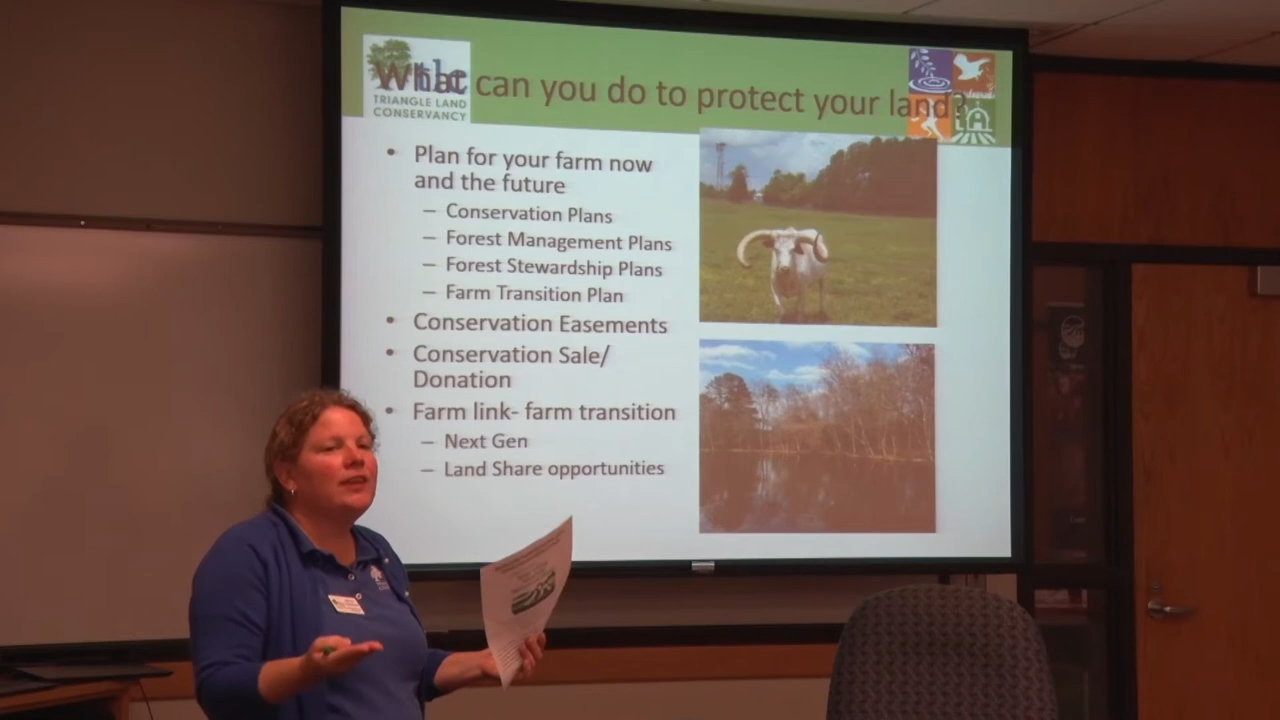 What can you do to protect your land?
tlc
TRIANGLE LAND
CONSERVANCY
• Plan for your farm now
and the future
– Conservation Plans
– Forest Management Plans
– Forest Stewardship Plans
– Farm Transition Plan
• Conservation Easements
• Conservation Sale/
Donation
• Farm link- farm transition
– Next Gen
– Land Share opportunities